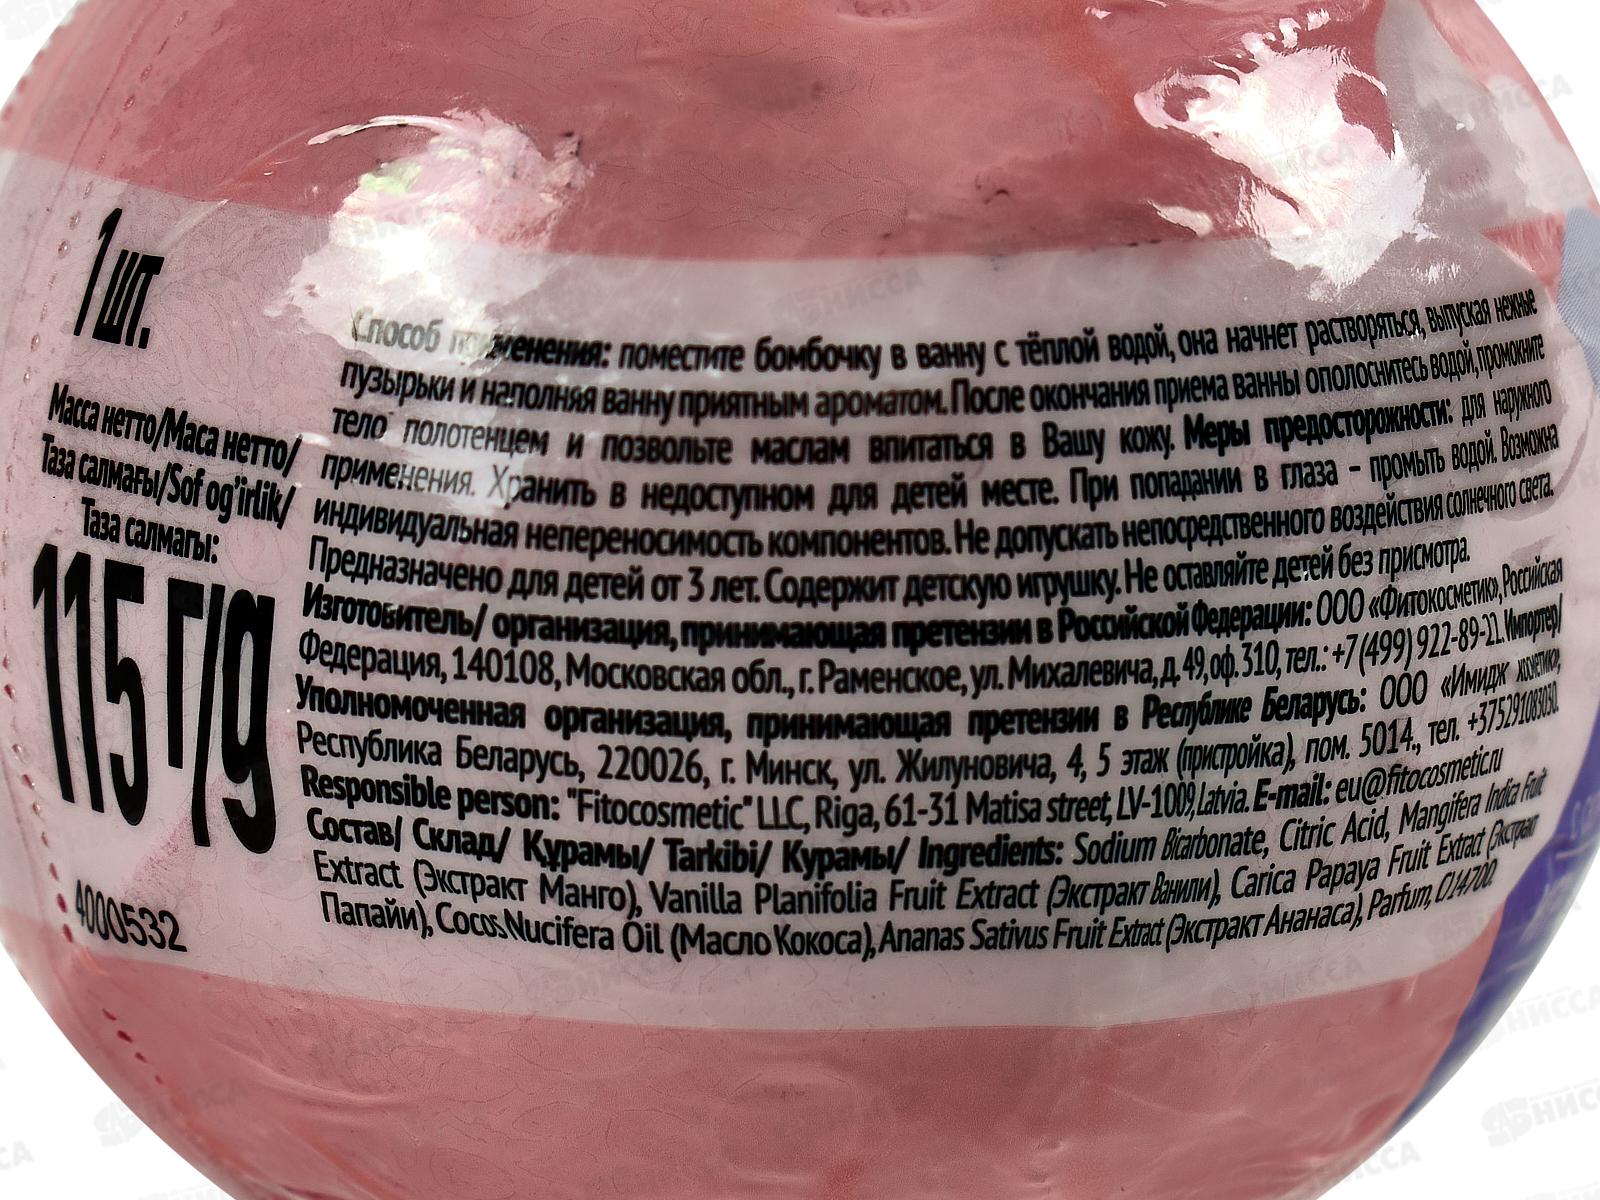 1 шт.
Масса нетто/Маса нетто/
Таза салмағы/Sof og'irlik/
Таза салмагы:
115 г/g
4000532
Способ применения: поместите бомбочку в ванну с тёплой водой, она начнет растворяться, выпуская нежные
пузырьки и наполняя ванну приятным ароматом. После окончания приема ванны ополоснитесь водой, промокните
тело полотенцем и позвольте маслам впитаться в Вашу кожу. Меры предосторожности: для наружного
применения. Хранить в недоступном для детей месте. При попадании в глаза – промыть водой. Возможна
индивидуальная непереносимость компонентов. Не допускать непосредственного воздействия солнечного света.
Предназначено для детей от 3 лет. Содержит детскую игрушку. Не оставляйте детей без присмотра.
Изготовитель/ организация, принимающая претензии в Российской Федерации: ООО «Фитокосметик», Российская
Федерация, 140108, Московская обл., г. Раменское, ул. Михалевича, д. 49, оф. 310, тел.: +7 (499) 922-89-21. Импортер/
Уполномоченная организация, принимающая претензии в Республике Беларусь: ООО «Имидж косметик»,
Республика Беларусь, 220026, г. Минск, ул. Жилуновича, 4, 5 этаж (пристройка), пом. 5014., тел. +375291083030.
Responsible person: "Fitocosmetic" LLC, Riga, 61-31 Matisa street, LV-1009, Latvia. E-mail: eu@fitocosmetic.ru
Состав/ Склад/ Құрамы/ Tarkibi/ Курамы/ Ingredients: Sodium Bicarbonate, Citric Acid, Mangifera Indica Fruit
Extract (Экстракт Манго), Vanilla Planifolia Fruit Extract (Экстракт Ванили), Carica Papaya Fruit Extract (Экстракт
Папайи), Cocos Nucifera Oil (Масло Кокоса), Ananas Sativus Fruit Extract (Экстракт Ананаса), Parfum, CI 14700.
НИССА